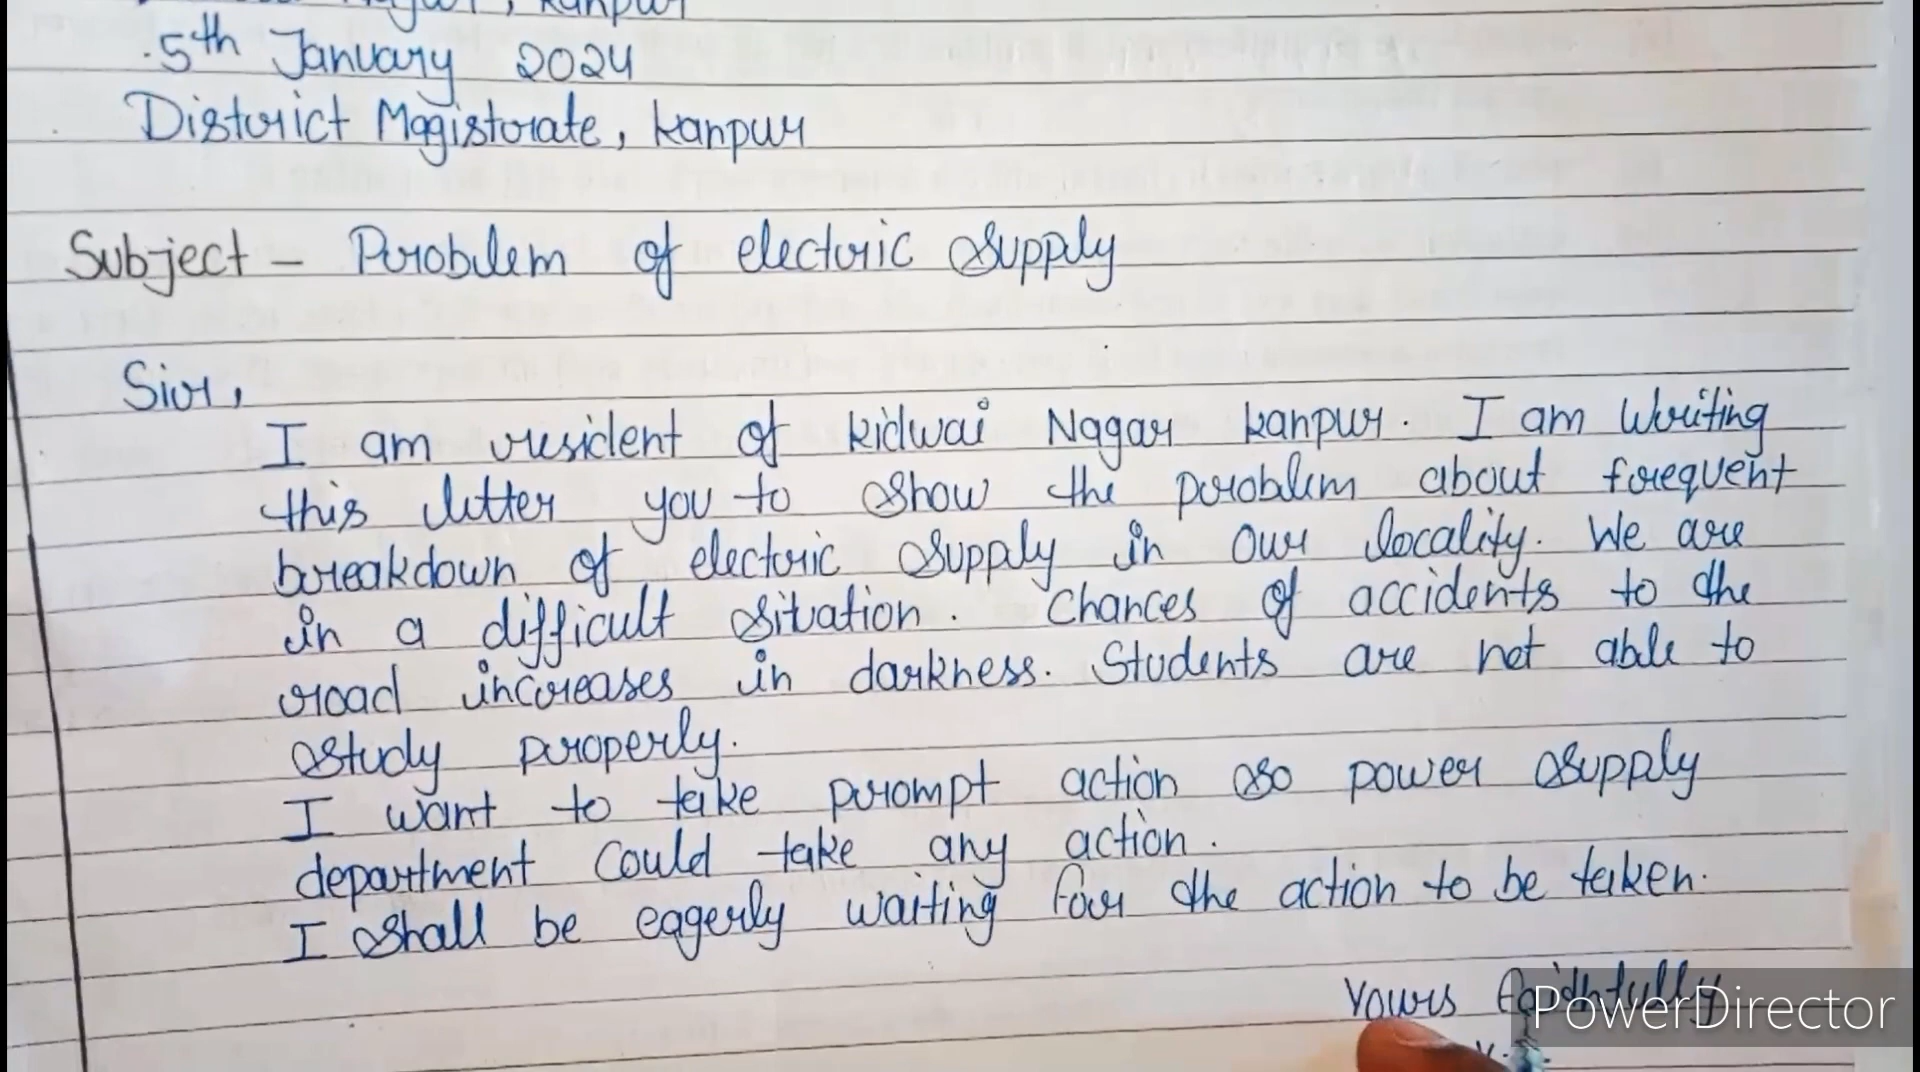 Nagar, Kanpur
5th January 2024
District Magistrate, Kanpur
Subject - Problem of electric supply
Sir,
I am resident of kidwai Nagar kanpur. I am writing
this letter you to show the problem about frequent
breakdown of electric supply in our locality. We are
in a difficult situation. Chances of accidents to the
road increases in darkness. Students are not able to
study properly.
I want to take prompt action so power supply
department could take any action.
I shall be eagerly waiting for the action to be taken.
Yours faithfully
PowerDirector